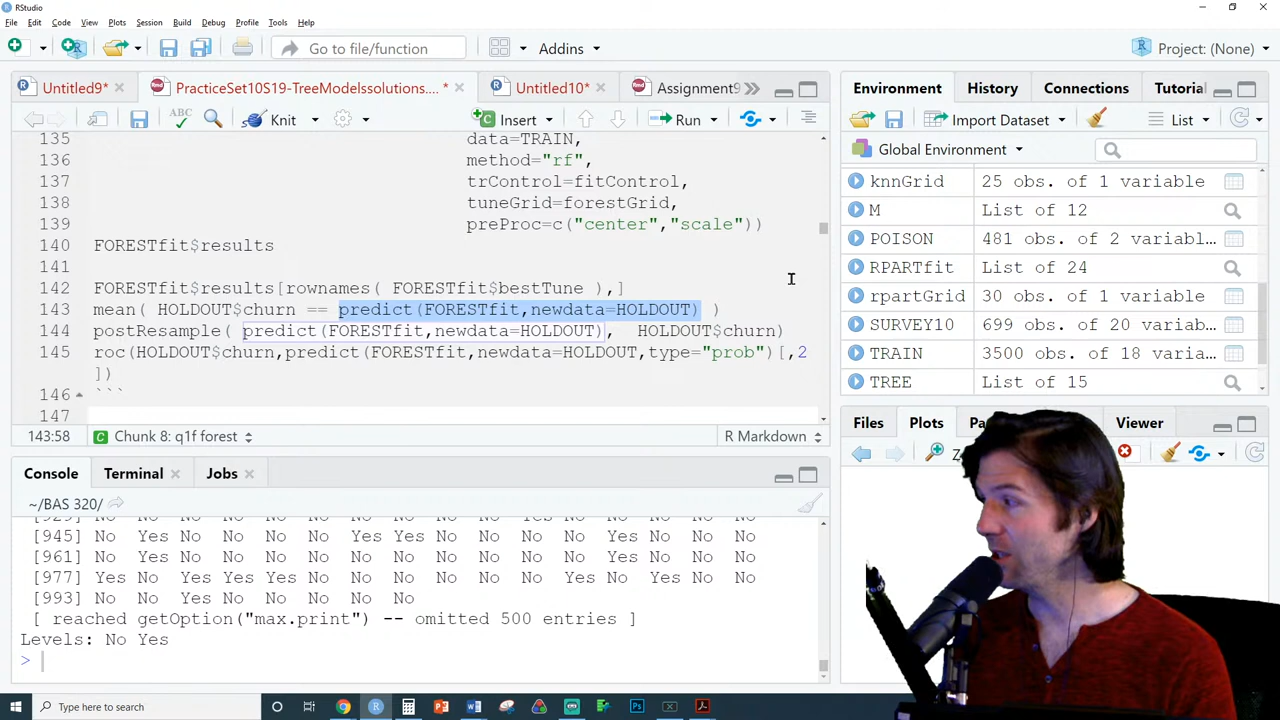 RStudio
File Edit Code View Plots Session Build Debug Profile Tools Help
Go to file/function
Addins
Project: (None)
Untitled9*
PracticeSet10S19-TreeModelssolutions.... *
Untitled10*
Assignment9
ABC
Knit
Insert
Run
135 data=TRAIN,
136 method="rf",
137 trControl=fitControl,
138 tuneGrid=forestGrid,
139 preProc=c("center","scale"))
140 FORESTfit$results
141
142 FORESTfit$results[rownames( FORESTfit$bestTune ),]
143 mean( HOLDOUT$churn == predict(FORESTfit,newdata=HOLDOUT) )
144 postResample( predict(FORESTfit,newdata=HOLDOUT), HOLDOUT$churn)
145 roc(HOLDOUT$churn,predict(FORESTfit,newdata=HOLDOUT,type="prob")[,2
])
146 ```
147
143:58 Chunk 8: q1f forest R Markdown
Console Terminal Jobs
~/BAS 320/
[945] No Yes No No No No Yes Yes No No No No Yes No No No
[961] No Yes No No No No No No No No No No Yes No No No
[977] Yes No Yes Yes Yes No No No No No No Yes No Yes No No
[993] No No Yes No No No No No
[ reached getOption("max.print") -- omitted 500 entries ]
Levels: No Yes
>
Environment History Connections Tutorial
Import Dataset
List
Global Environment
knnGrid 25 obs. of 1 variable
M List of 12
POISON 481 obs. of 2 variabl...
RPARTfit List of 24
rpartGrid 30 obs. of 1 variable
SURVEY10 699 obs. of 20 variab...
TRAIN 3500 obs. of 18 varia...
TREE List of 15
Files Plots Viewer
Type here to search